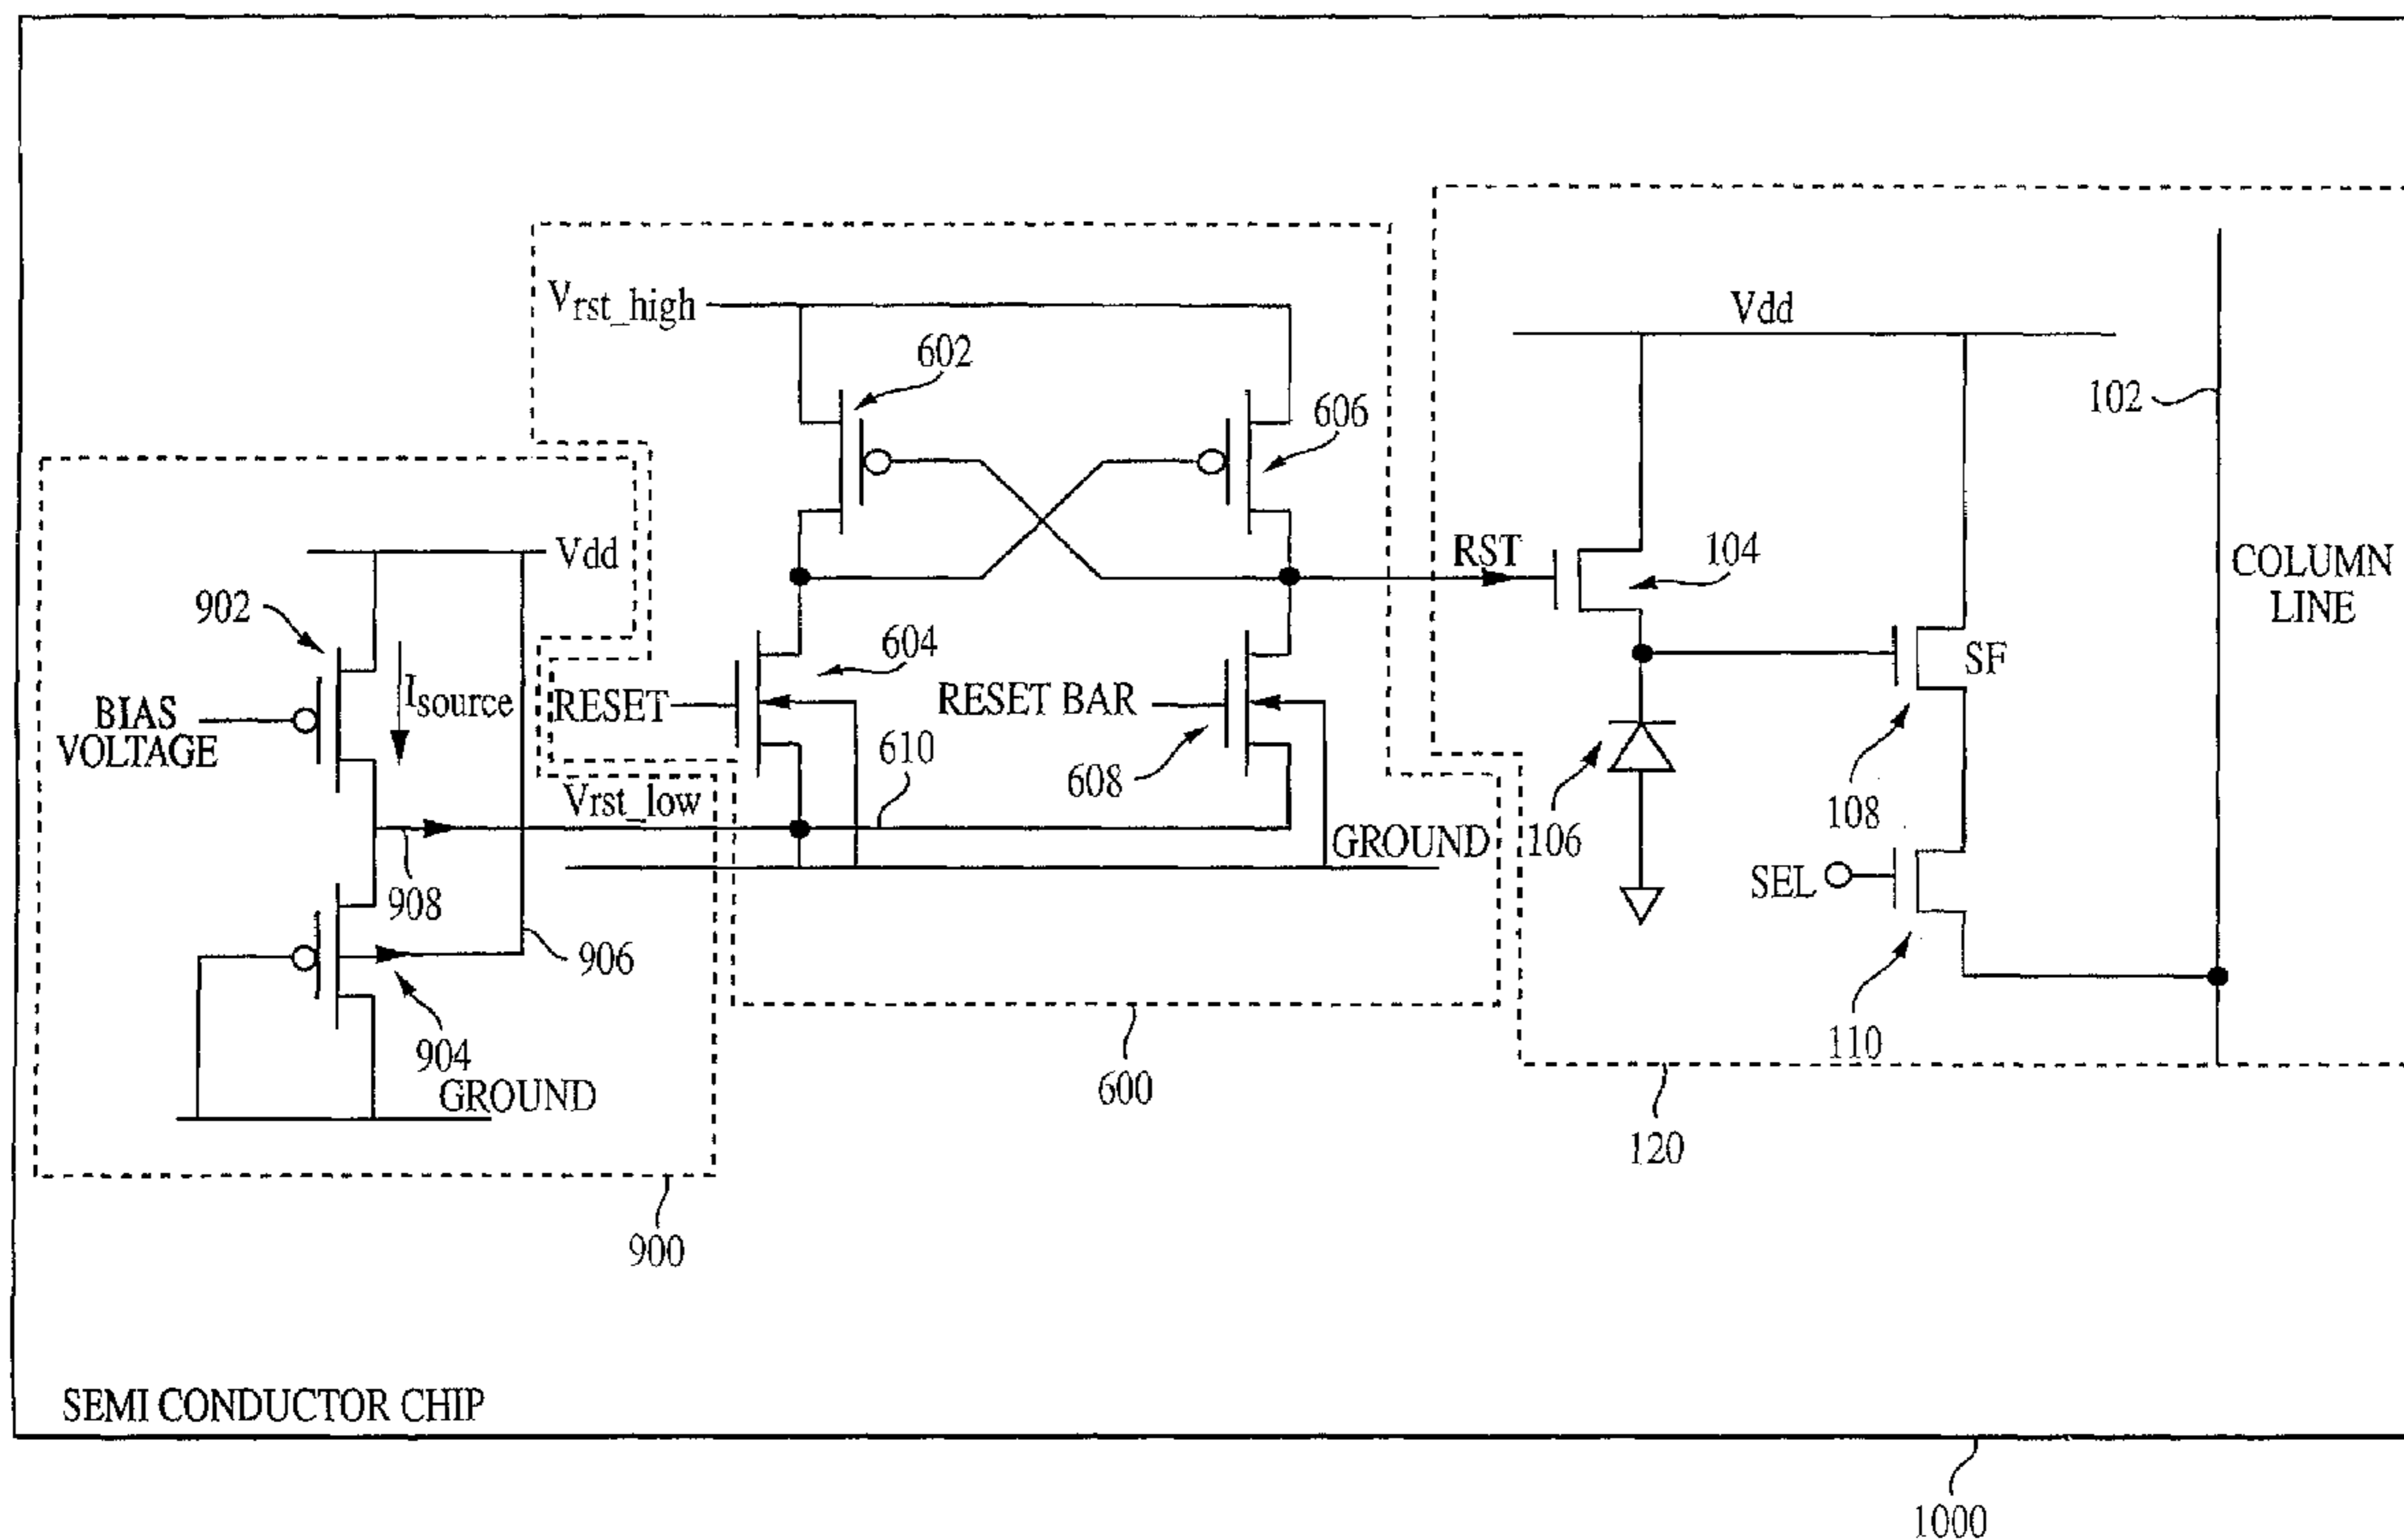 Vrst_high
Vdd
602
606
102
Vdd
902
RST
104
COLUMN
LINE
604
SF
BIAS
VOLTAGE
Isource
RESET
RESET BAR
610
608
Vrst_low
106
108
GROUND
SEL
908
906
904
110
GROUND
600
120
900
SEMI CONDUCTOR CHIP
1000